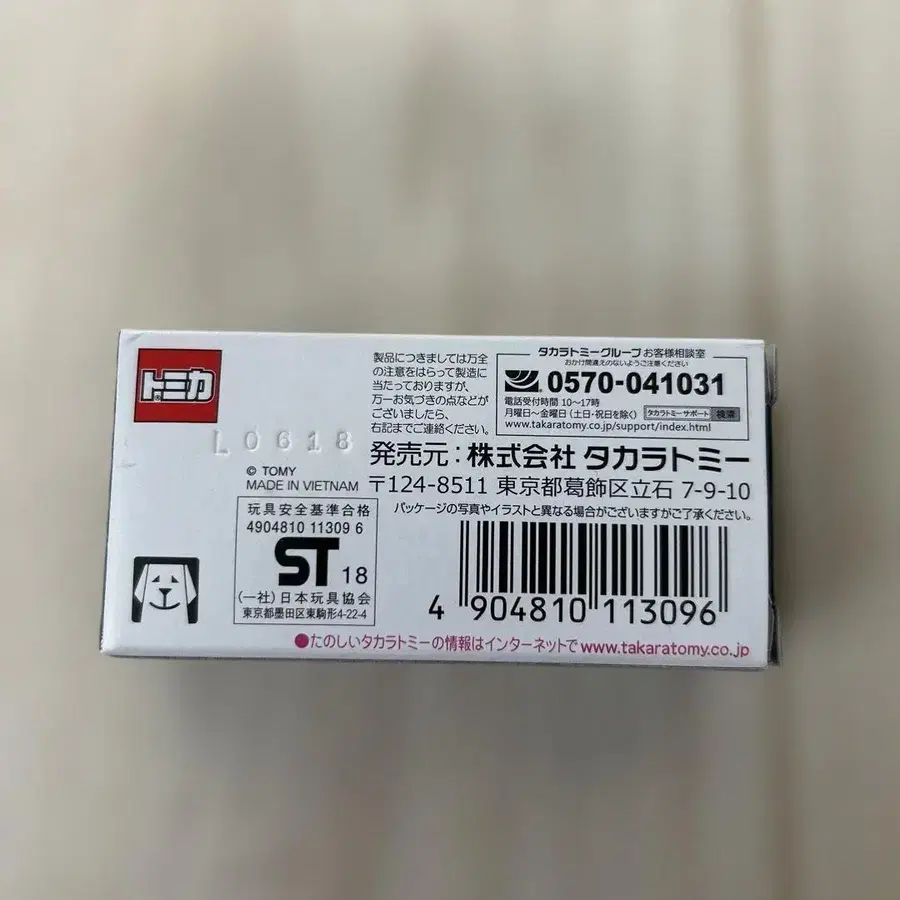 トミカ
®
L0618
© TOMY
MADE IN VIETNAM
製品につきましては万全
の注意をはらって製造に
当たっておりますが、
万一お気づきの点などが
ございましたら、
右記までご連絡ください。
タカラトミーグループ お客様相談室
おかけ間違えのないようご注意ください
0570-041031
電話受付時間 10〜17時
月曜日〜金曜日 (土・祝日を除く) タカラトミーサポート 検索
www.takaratomy.co.jp/support/index.html
発売元:株式会社 タカラトミー
〒124-8511 東京都葛飾区立石 7-9-10
パッケージの写真やイラストと異なる場合がございますがご了承ください。
玩具安全基準合格
4904810 11309 6
ST 18
(一社)日本玩具協会
東京都墨田区東駒形4-22-4
4 904810 113096
●たのしいタカラトミーの情報はインターネットで www.takaratomy.co.jp